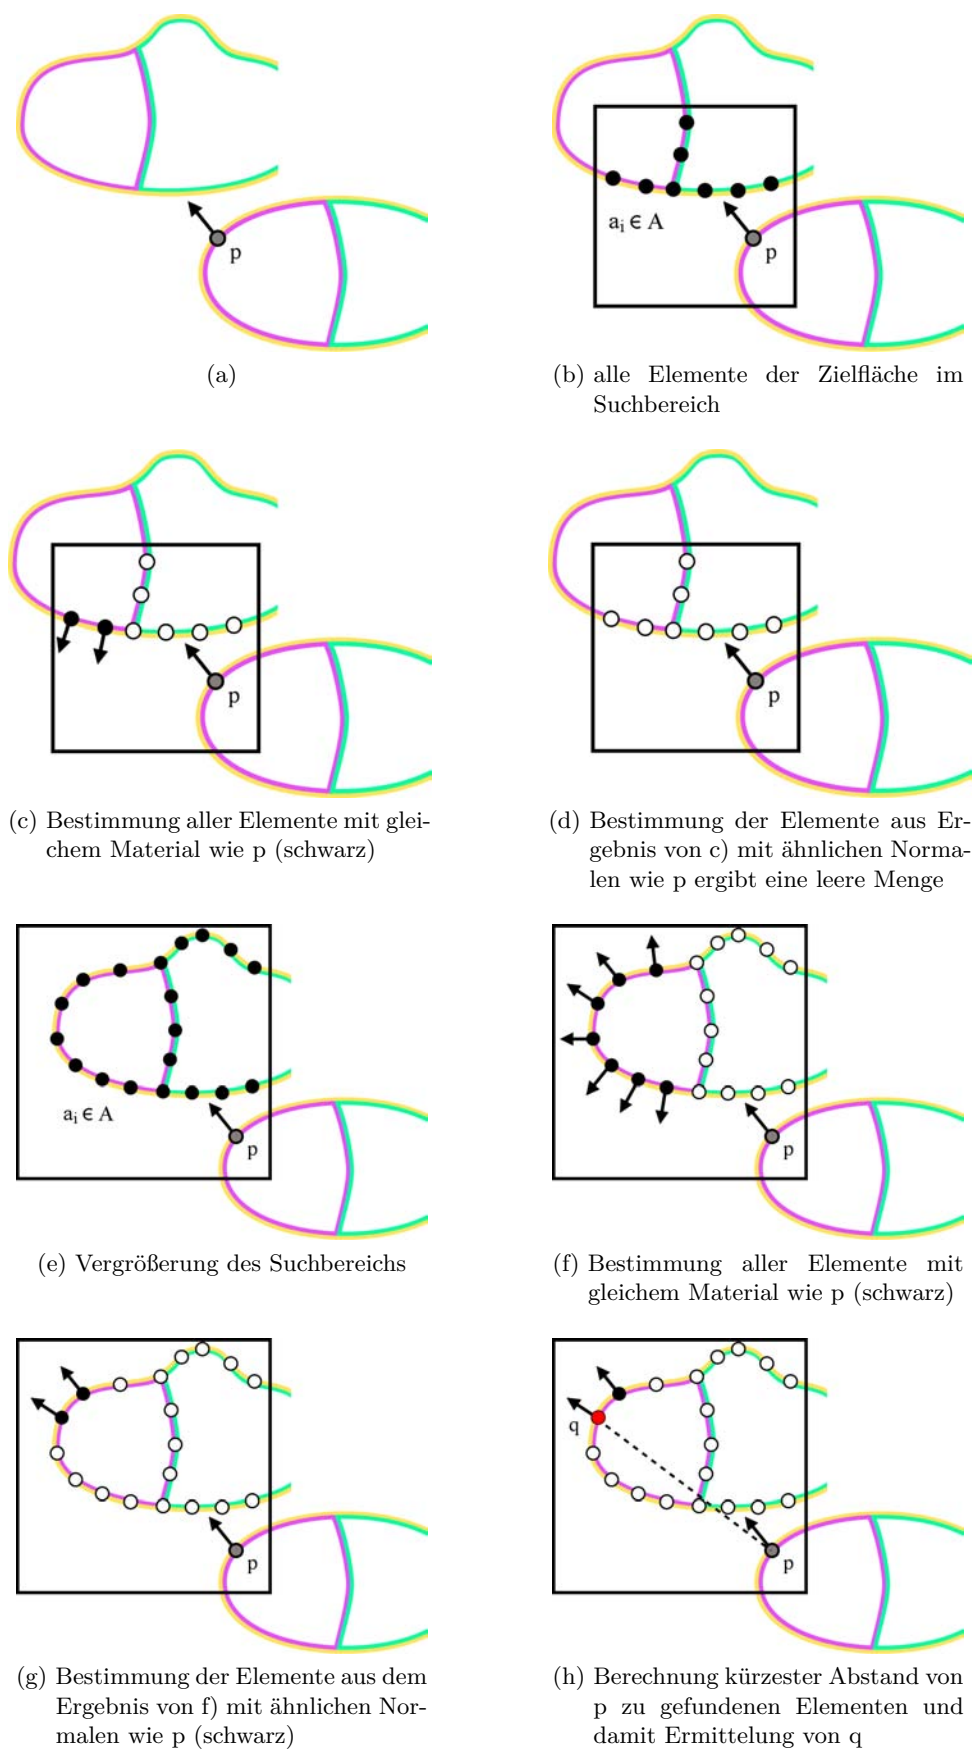 p
(a)
a_i ∈ A
p
(b) alle Elemente der Zielfläche im
Suchbereich
p
(c) Bestimmung aller Elemente mit glei-
chem Material wie p (schwarz)
p
(d) Bestimmung der Elemente aus Er-
gebnis von c) mit ähnlichen Norma-
len wie p ergibt eine leere Menge
a_i ∈ A
p
(e) Vergrößerung des Suchbereichs
p
(f) Bestimmung aller Elemente mit
gleichem Material wie p (schwarz)
p
(g) Bestimmung der Elemente aus dem
Ergebnis von f) mit ähnlichen Nor-
malen wie p (schwarz)
q
p
(h) Berechnung kürzester Abstand von
p zu gefundenen Elementen und
damit Ermittelung von q